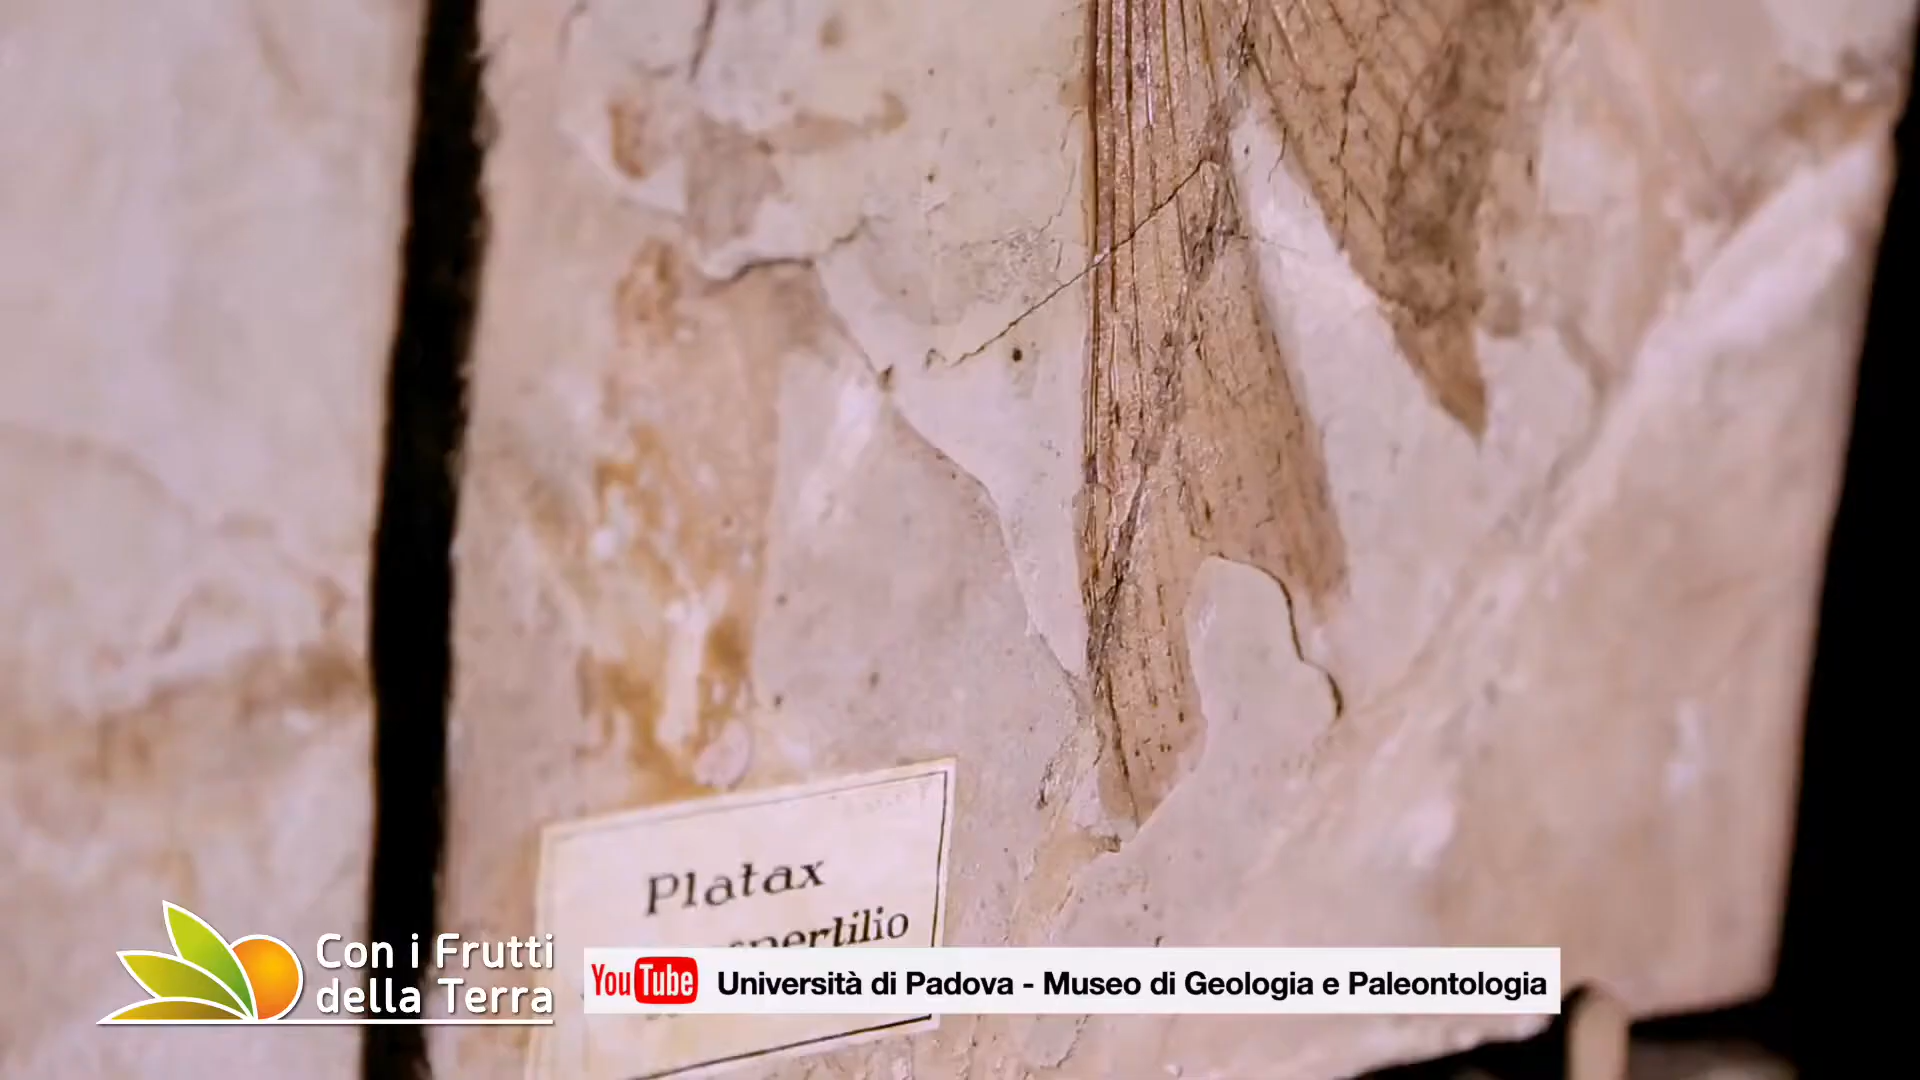 Platax
Con i Frutti
della Terra
YouTube
Università di Padova - Museo di Geologia e Paleontologia